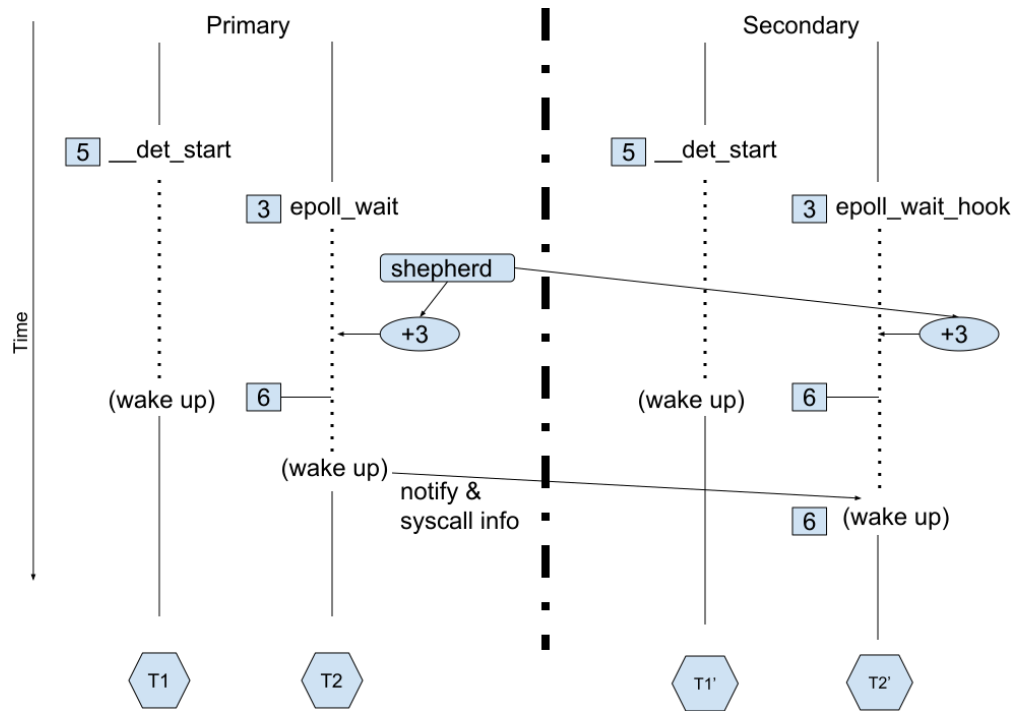 Primary
Secondary
5 __det_start
5 __det_start
3 epoll_wait
3 epoll_wait_hook
shepherd
+3
+3
Time
(wake up)
6
(wake up)
6
(wake up)
notify &
syscall info
6 (wake up)
T1
T2
T1’
T2’